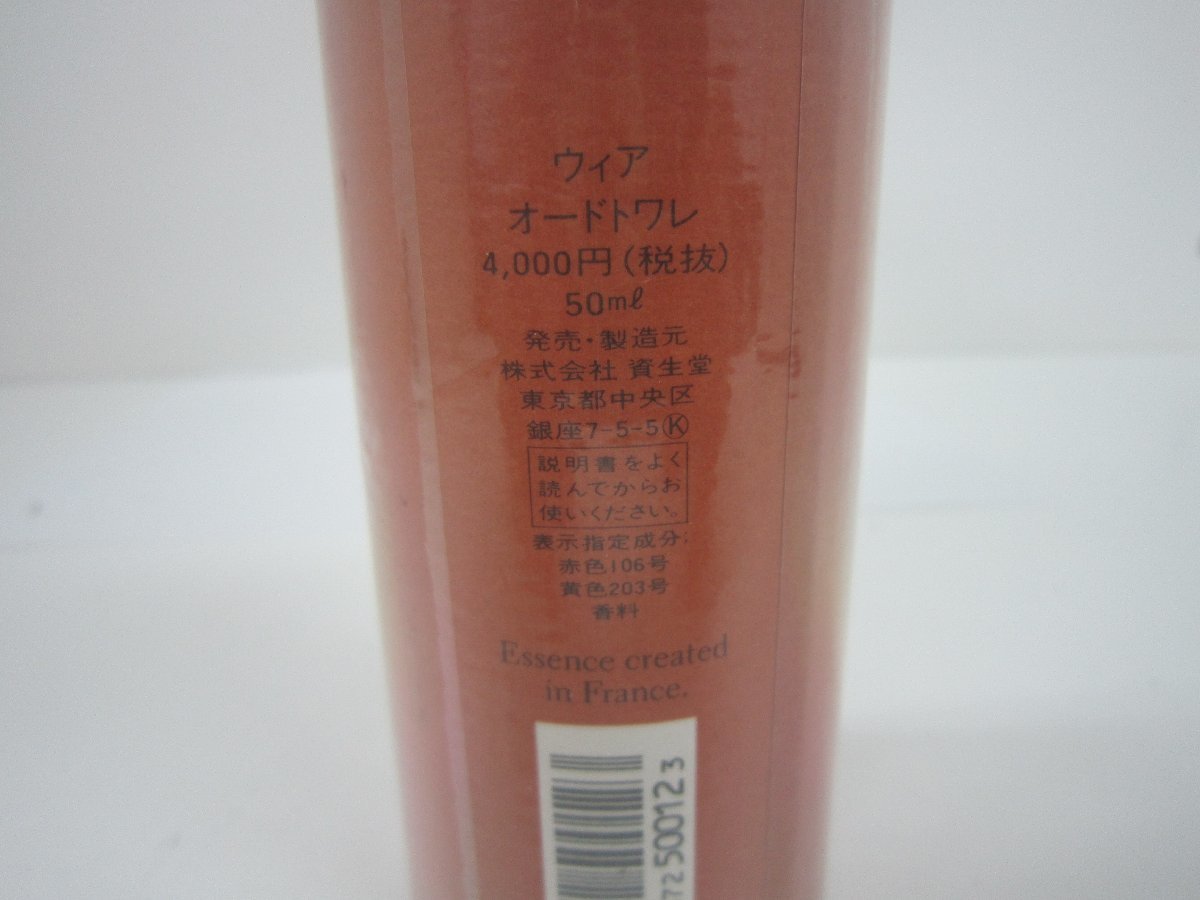 ウィア
オードトワレ
4,000円(税抜)
50mℓ
発売・製造元
株式会社 資生堂
東京都中央区
銀座7-5-5Ⓚ
説明書をよく
読んでからお
使いください。
表示指定成分;
赤色106号
黄色203号
香料
Essence created
in France.
72 50012 3